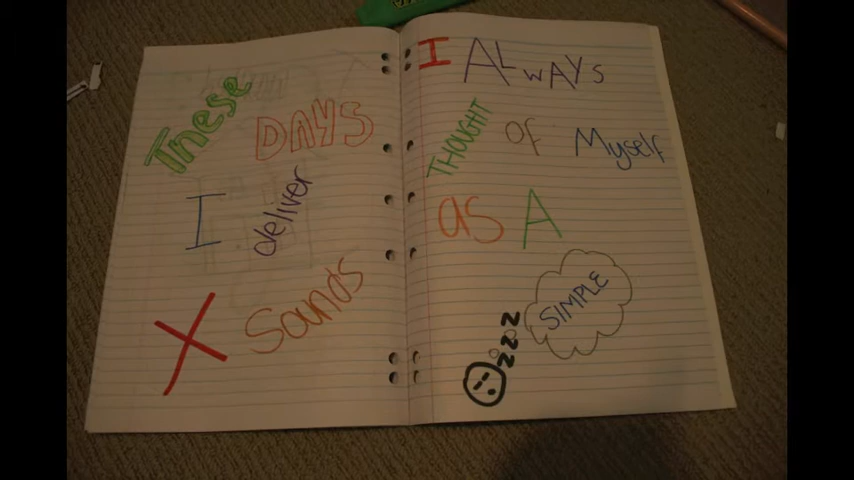 These
DAYS
I deliver
X Sounds
I ALWAYS
THOUGHT OF Myself
as A
SIMPLE
zzz